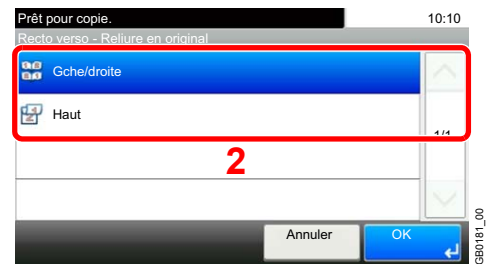 Prêt pour copie. 10:10
Recto verso - Reliure en original
Gche/droite
Haut
1/1
2
Annuler OK
GB0181_00